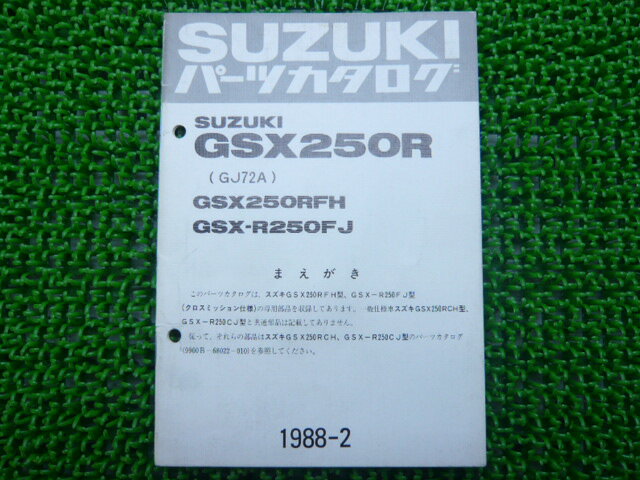 SUZUKI
パーツカタログ
SUZUKI
GSX250R
(GJ72A)
GSX250RFH
GSX-R250FJ
まえがき
このパーツカタログは、スズキGSX250RFH型、GSX-R250FJ型
(クロスミッション仕様)の専用部品を収録してあります。一般仕様車スズキGSX250RCH型、
GSX-R250CJ型と共通部品は記載してありません。
従って、それらの部品はスズキGSX250RCH、GSX-R250CJ型のパーツカタログ
(9900B-68022-010)を参照してください。
1988-2